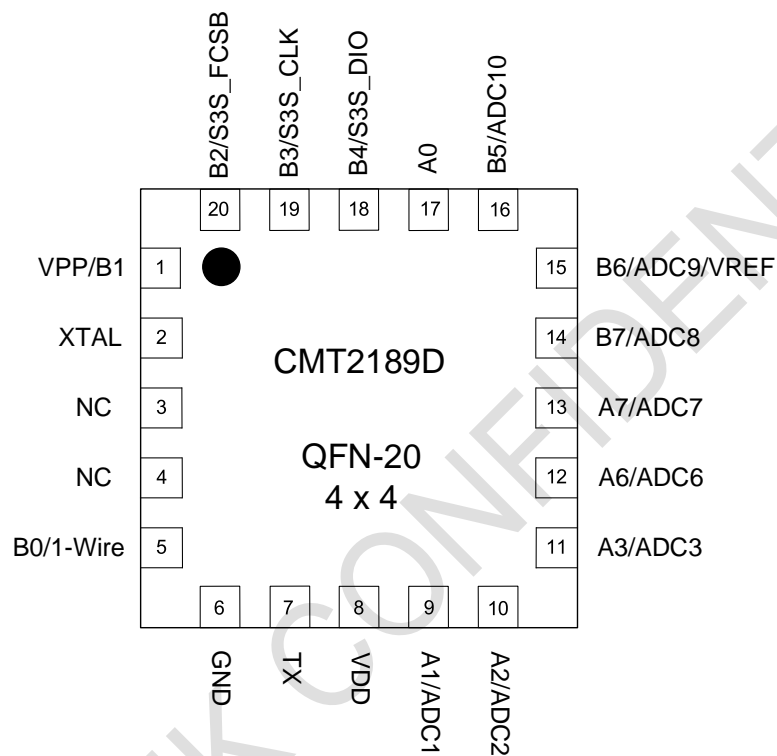 B2/S3S_FCSB
B3/S3S_CLK
B4/S3S_DIO
A0
B5/ADC10
20
19
18
17
16
VPP/B1
1
XTAL
2
NC
3
NC
4
B0/1-Wire
5
15
B6/ADC9/VREF
14
B7/ADC8
13
A7/ADC7
12
A6/ADC6
11
A3/ADC3
CMT2189D
QFN-20
4 x 4
6
7
8
9
10
GND
TX
VDD
A1/ADC1
A2/ADC2